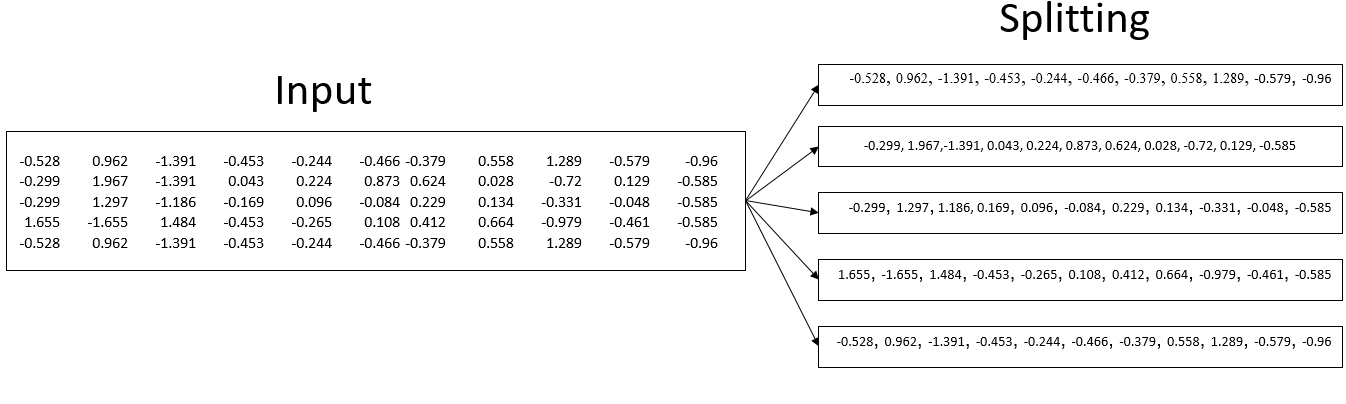 Splitting
Input
-0.528 0.962 -1.391 -0.453 -0.244 -0.466 -0.379 0.558 1.289 -0.579 -0.96
-0.299 1.967 -1.391 0.043 0.224 0.873 0.624 0.028 -0.72 0.129 -0.585
-0.299 1.297 -1.186 -0.169 0.096 -0.084 0.229 0.134 -0.331 -0.048 -0.585
1.655 -1.655 1.484 -0.453 -0.265 0.108 0.412 0.664 -0.979 -0.461 -0.585
-0.528 0.962 -1.391 -0.453 -0.244 -0.466 -0.379 0.558 1.289 -0.579 -0.96
-0.528, 0.962, -1.391, -0.453, -0.244, -0.466, -0.379, 0.558, 1.289, -0.579, -0.96
-0.299, 1.967,-1.391, 0.043, 0.224, 0.873, 0.624, 0.028, -0.72, 0.129, -0.585
-0.299, 1.297, 1.186, 0.169, 0.096, -0.084, 0.229, 0.134, -0.331, -0.048, -0.585
1.655, -1.655, 1.484, -0.453, -0.265, 0.108, 0.412, 0.664, -0.979, -0.461, -0.585
-0.528, 0.962, -1.391, -0.453, -0.244, -0.466, -0.379, 0.558, 1.289, -0.579, -0.96